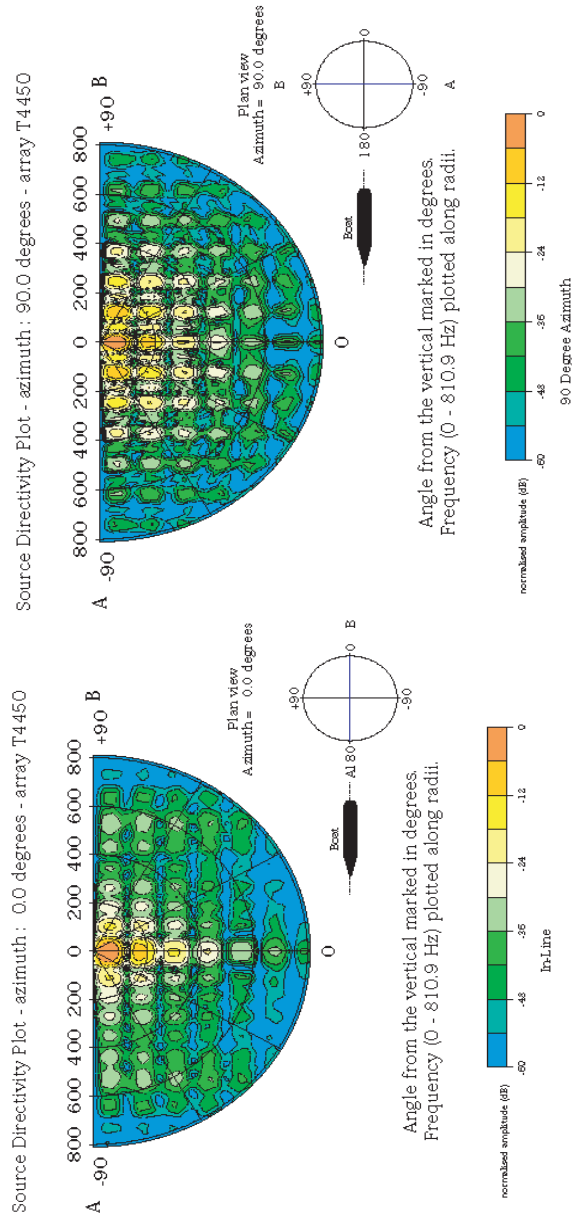 Source Directivity Plot - azimuth: 0.0 degrees - array T4450
A -90 +90 B
800 600 400 200 0 200 400 600 800
0
Plan view
Azimuth = 0.0 degrees
+90
Boat
A180 0 B
-90
Angle from the vertical marked in degrees.
Frequency (0 - 810.9 Hz) plotted along radii.
normalised amplitude (dB)
-60 -48 -36 -24 -12 0
In-Line
Source Directivity Plot - azimuth: 90.0 degrees - array T4450
A -90 +90 B
800 600 400 200 0 200 400 600 800
0
Plan view
Azimuth = 90.0 degrees
B
+90
Boat
180 0
-90
A
Angle from the vertical marked in degrees.
Frequency (0 - 810.9 Hz) plotted along radii.
normalised amplitude (dB)
-60 -48 -36 -24 -12 0
90 Degree Azimuth